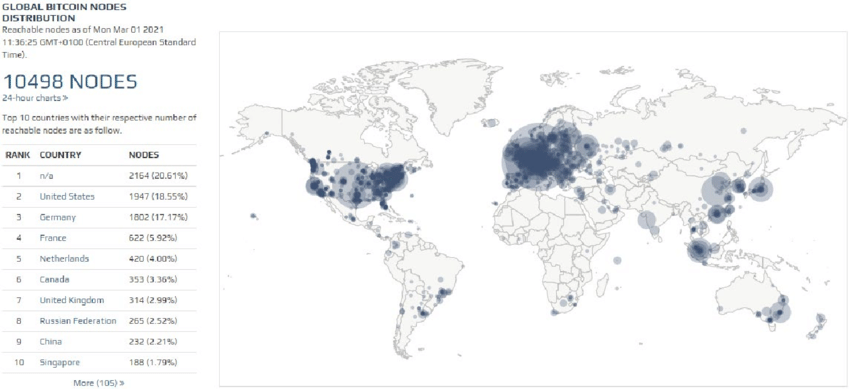 GLOBAL BITCOIN NODES
DISTRIBUTION
Reachable nodes as of Mon Mar 01 2021
11:36:25 GMT+0100 (Central European Standard
Time).
10498 NODES
24-hour charts »
Top 10 countries with their respective number of
reachable nodes are as follow.
RANK COUNTRY NODES
1 n/a 2164 (20.61%)
2 United States 1947 (18.55%)
3 Germany 1802 (17.17%)
4 France 622 (5.92%)
5 Netherlands 420 (4.00%)
6 Canada 353 (3.36%)
7 United Kingdom 314 (2.99%)
8 Russian Federation 265 (2.52%)
9 China 232 (2.21%)
10 Singapore 188 (1.79%)
More (105) »